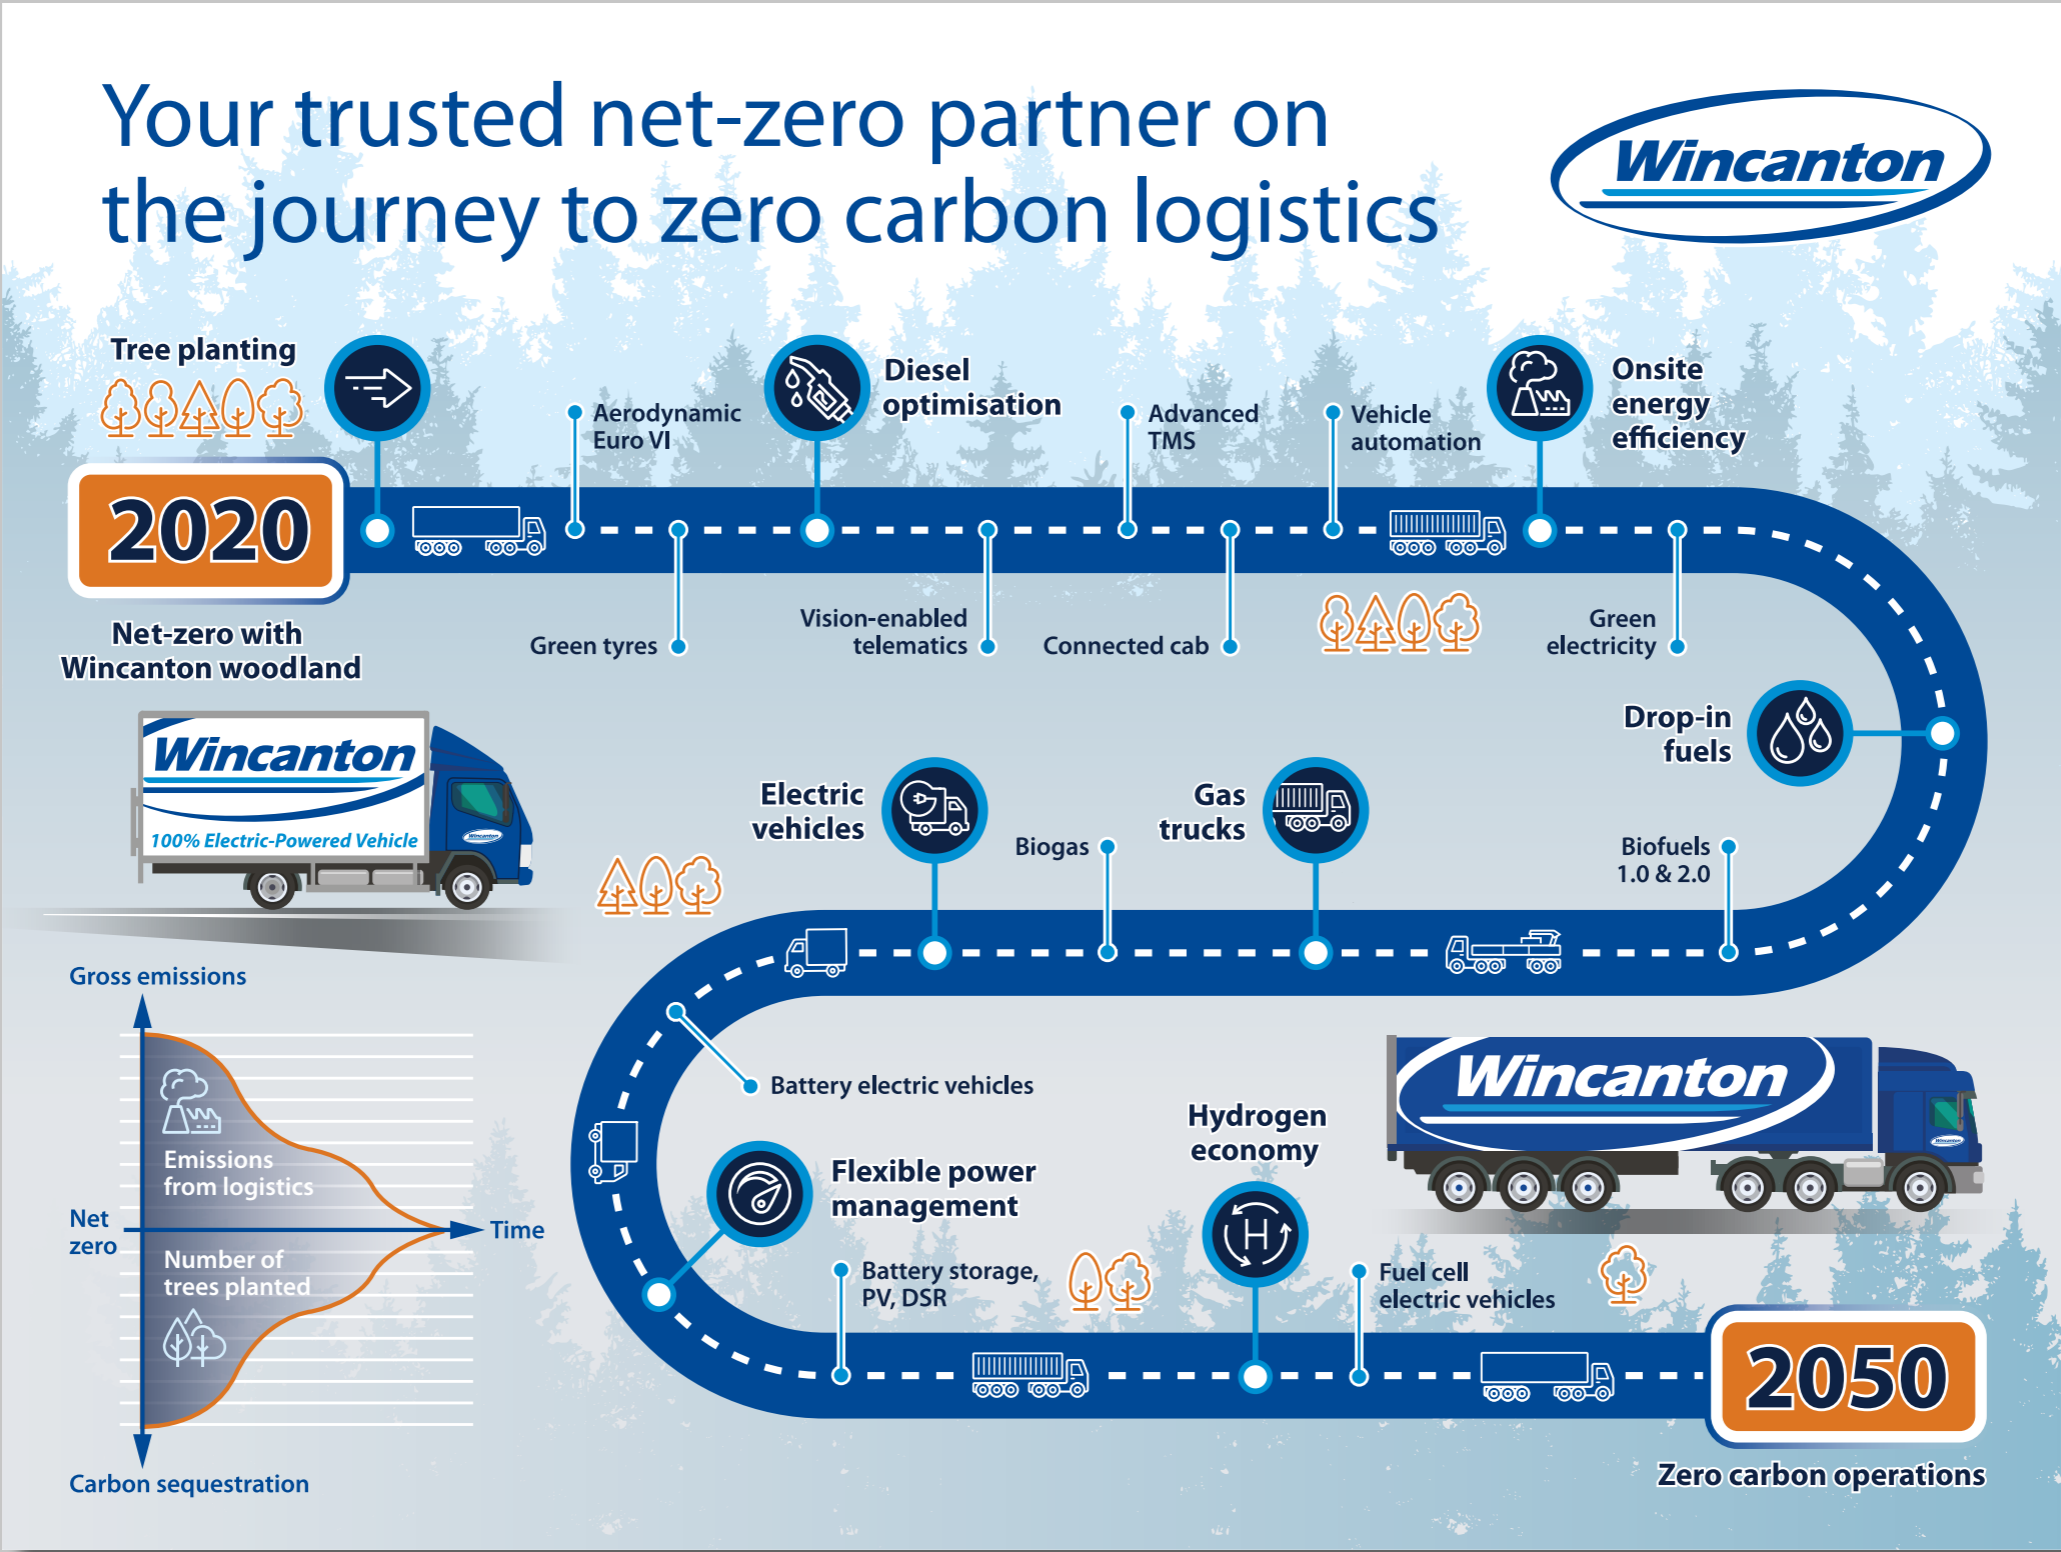 Your trusted net-zero partner on
the journey to zero carbon logistics
Wincanton
Tree planting
2020
Net-zero with
Wincanton woodland
Aerodynamic
Euro VI
Green tyres
Diesel
optimisation
Vision-enabled
telematics
Advanced
TMS
Connected cab
Vehicle
automation
Onsite
energy
efficiency
Green
electricity
Drop-in
fuels
Biofuels
1.0 & 2.0
Gas
trucks
Biogas
Electric
vehicles
Battery electric vehicles
Flexible power
management
Battery storage,
PV, DSR
Hydrogen
economy
H
Fuel cell
electric vehicles
2050
Zero carbon operations
Wincanton
100% Electric-Powered Vehicle
Wincanton
Wincanton
Wincanton
Gross emissions
Emissions
from logistics
Net
zero
Time
Number of
trees planted
Carbon sequestration